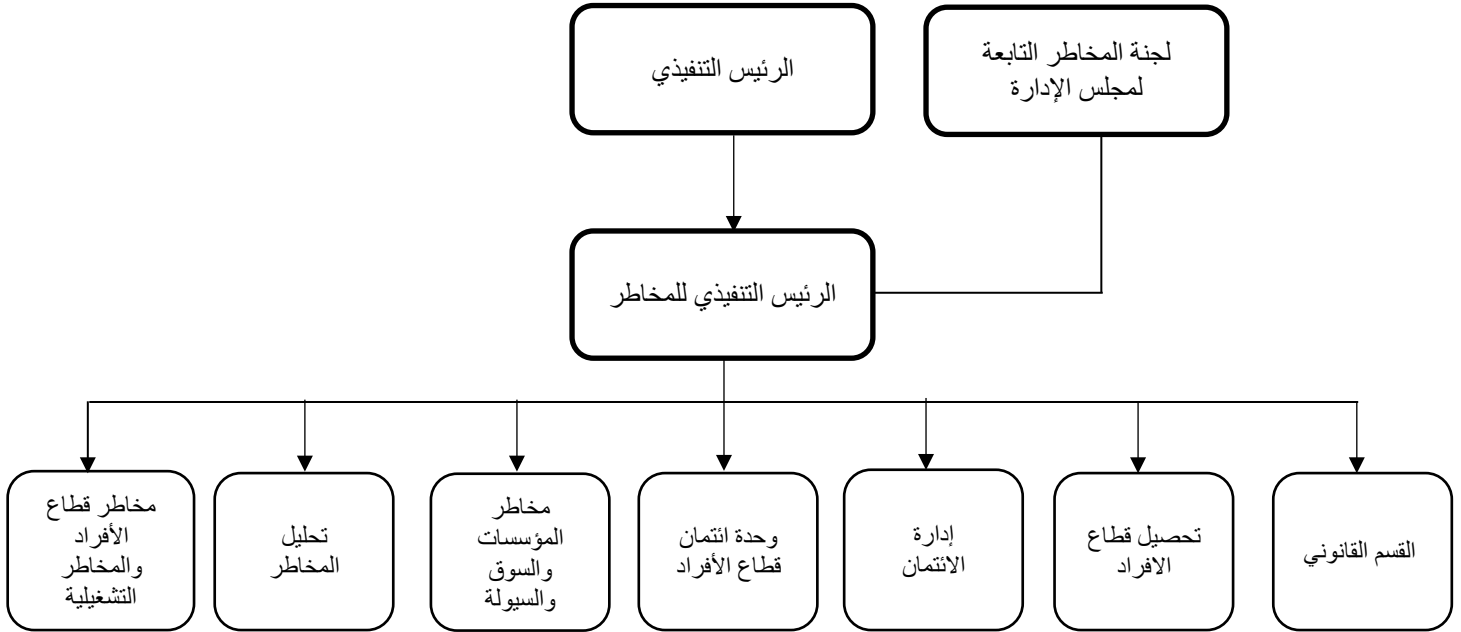 لجنة المخاطر التابعة
لمجلس الإدارة
الرئيس التنفيذي
الرئيس التنفيذي للمخاطر
القسم القانوني
تحصيل قطاع
الافراد
إدارة
الائتمان
وحدة ائتمان
قطاع الأفراد
مخاطر
المؤسسات
والسوق
والسيولة
تحليل
المخاطر
مخاطر قطاع
الأفراد
والمخاطر
التشغيلية